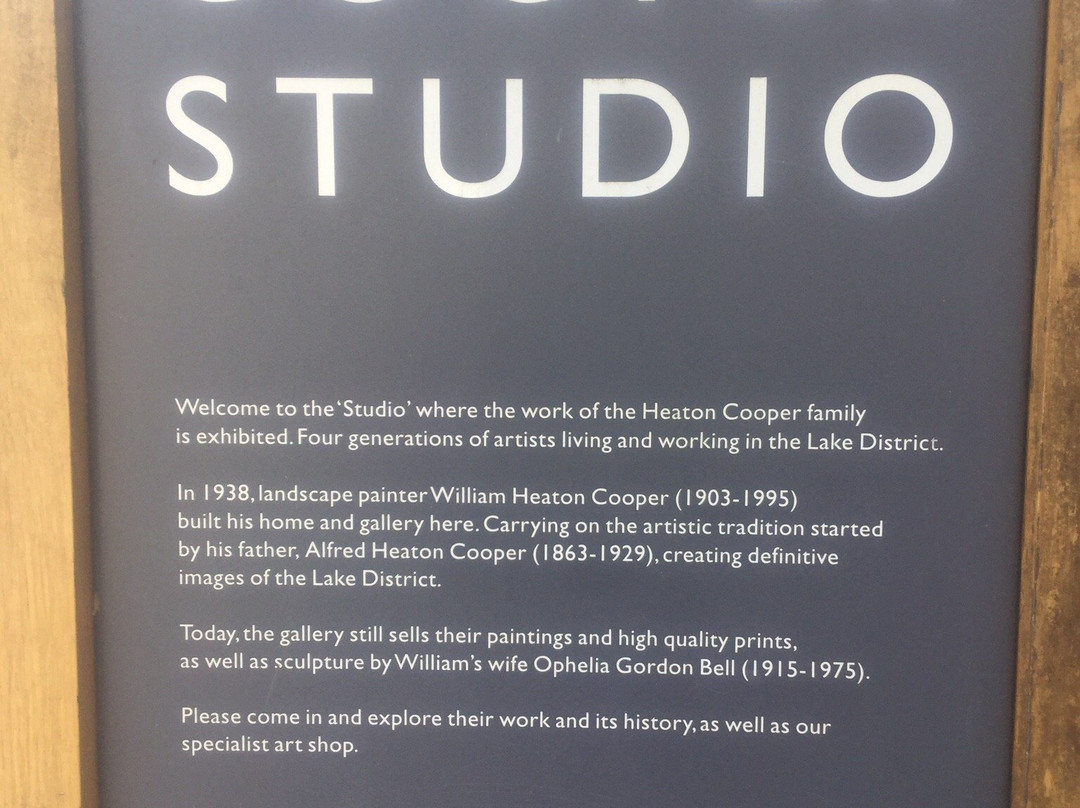 STUDIO
Welcome to the 'Studio' where the work of the Heaton Cooper family
is exhibited. Four generations of artists living and working in the Lake District.
In 1938, landscape painter William Heaton Cooper (1903-1995)
built his home and gallery here. Carrying on the artistic tradition started
by his father, Alfred Heaton Cooper (1863-1929), creating definitive
images of the Lake District.
Today, the gallery still sells their paintings and high quality prints,
as well as sculpture by William's wife Ophelia Gordon Bell (1915-1975).
Please come in and explore their work and its history, as well as our
specialist art shop.